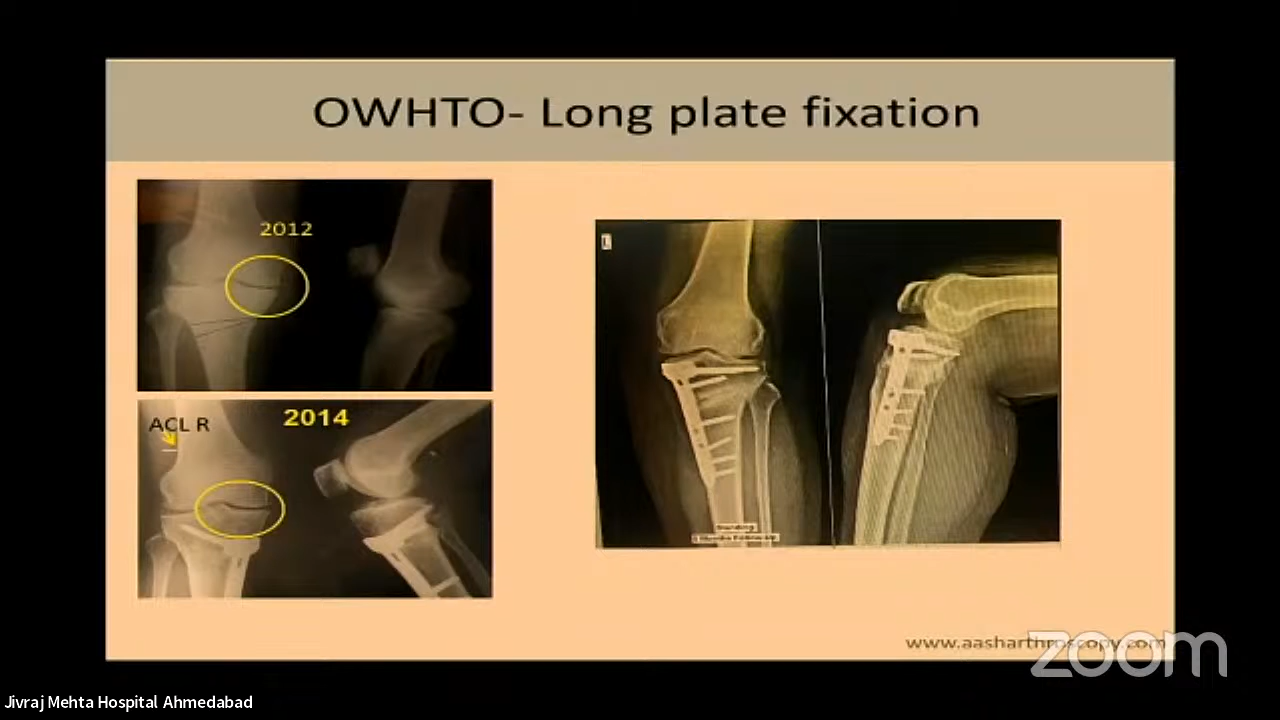 OWHTO- Long plate fixation
2012
ACL R
2014
L
www.aasharthroscopy.com
zoom
Jivraj Mehta Hospital Ahmedabad